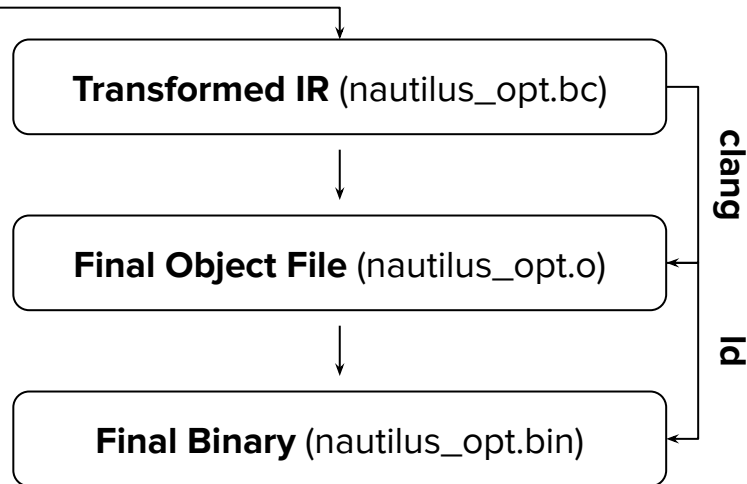 Transformed IR (nautilus_opt.bc)
clang
Final Object File (nautilus_opt.o)
ld
Final Binary (nautilus_opt.bin)